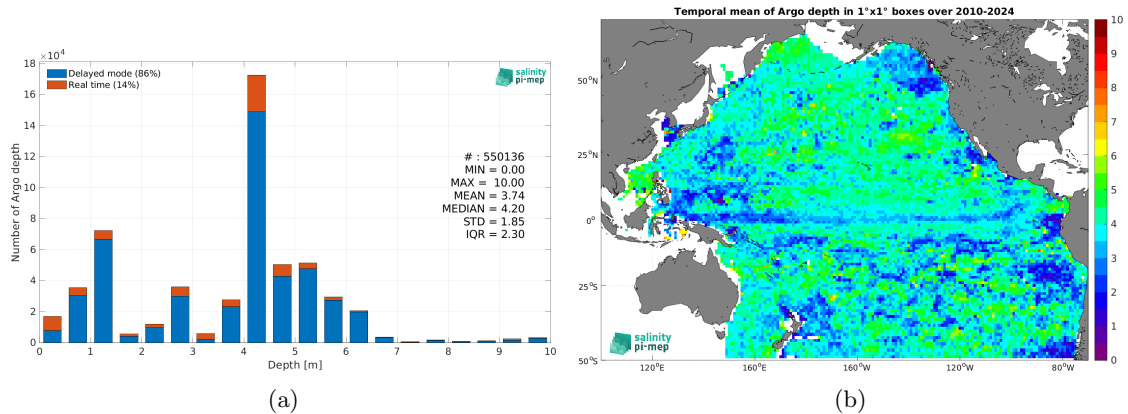 ×10⁴
18
16
14
12
10
8
6
4
2
0
Number of Argo depth
Delayed mode (86%)
Real time (14%)
salinity
pi-mep
# : 550136
MIN = 0.00
MAX = 10.00
MEAN = 3.74
MEDIAN = 4.20
STD = 1.85
IQR = 2.30
0 1 2 3 4 5 6 7 8 9 10
Depth [m]
(a)
Temporal mean of Argo depth in 1°x1° boxes over 2010-2024
50°N
25°N
0°
25°S
50°S
salinity
pi-mep
120°E 160°E 160°W 120°W 80°W
10
9
8
7
6
5
4
3
2
1
0
(b)